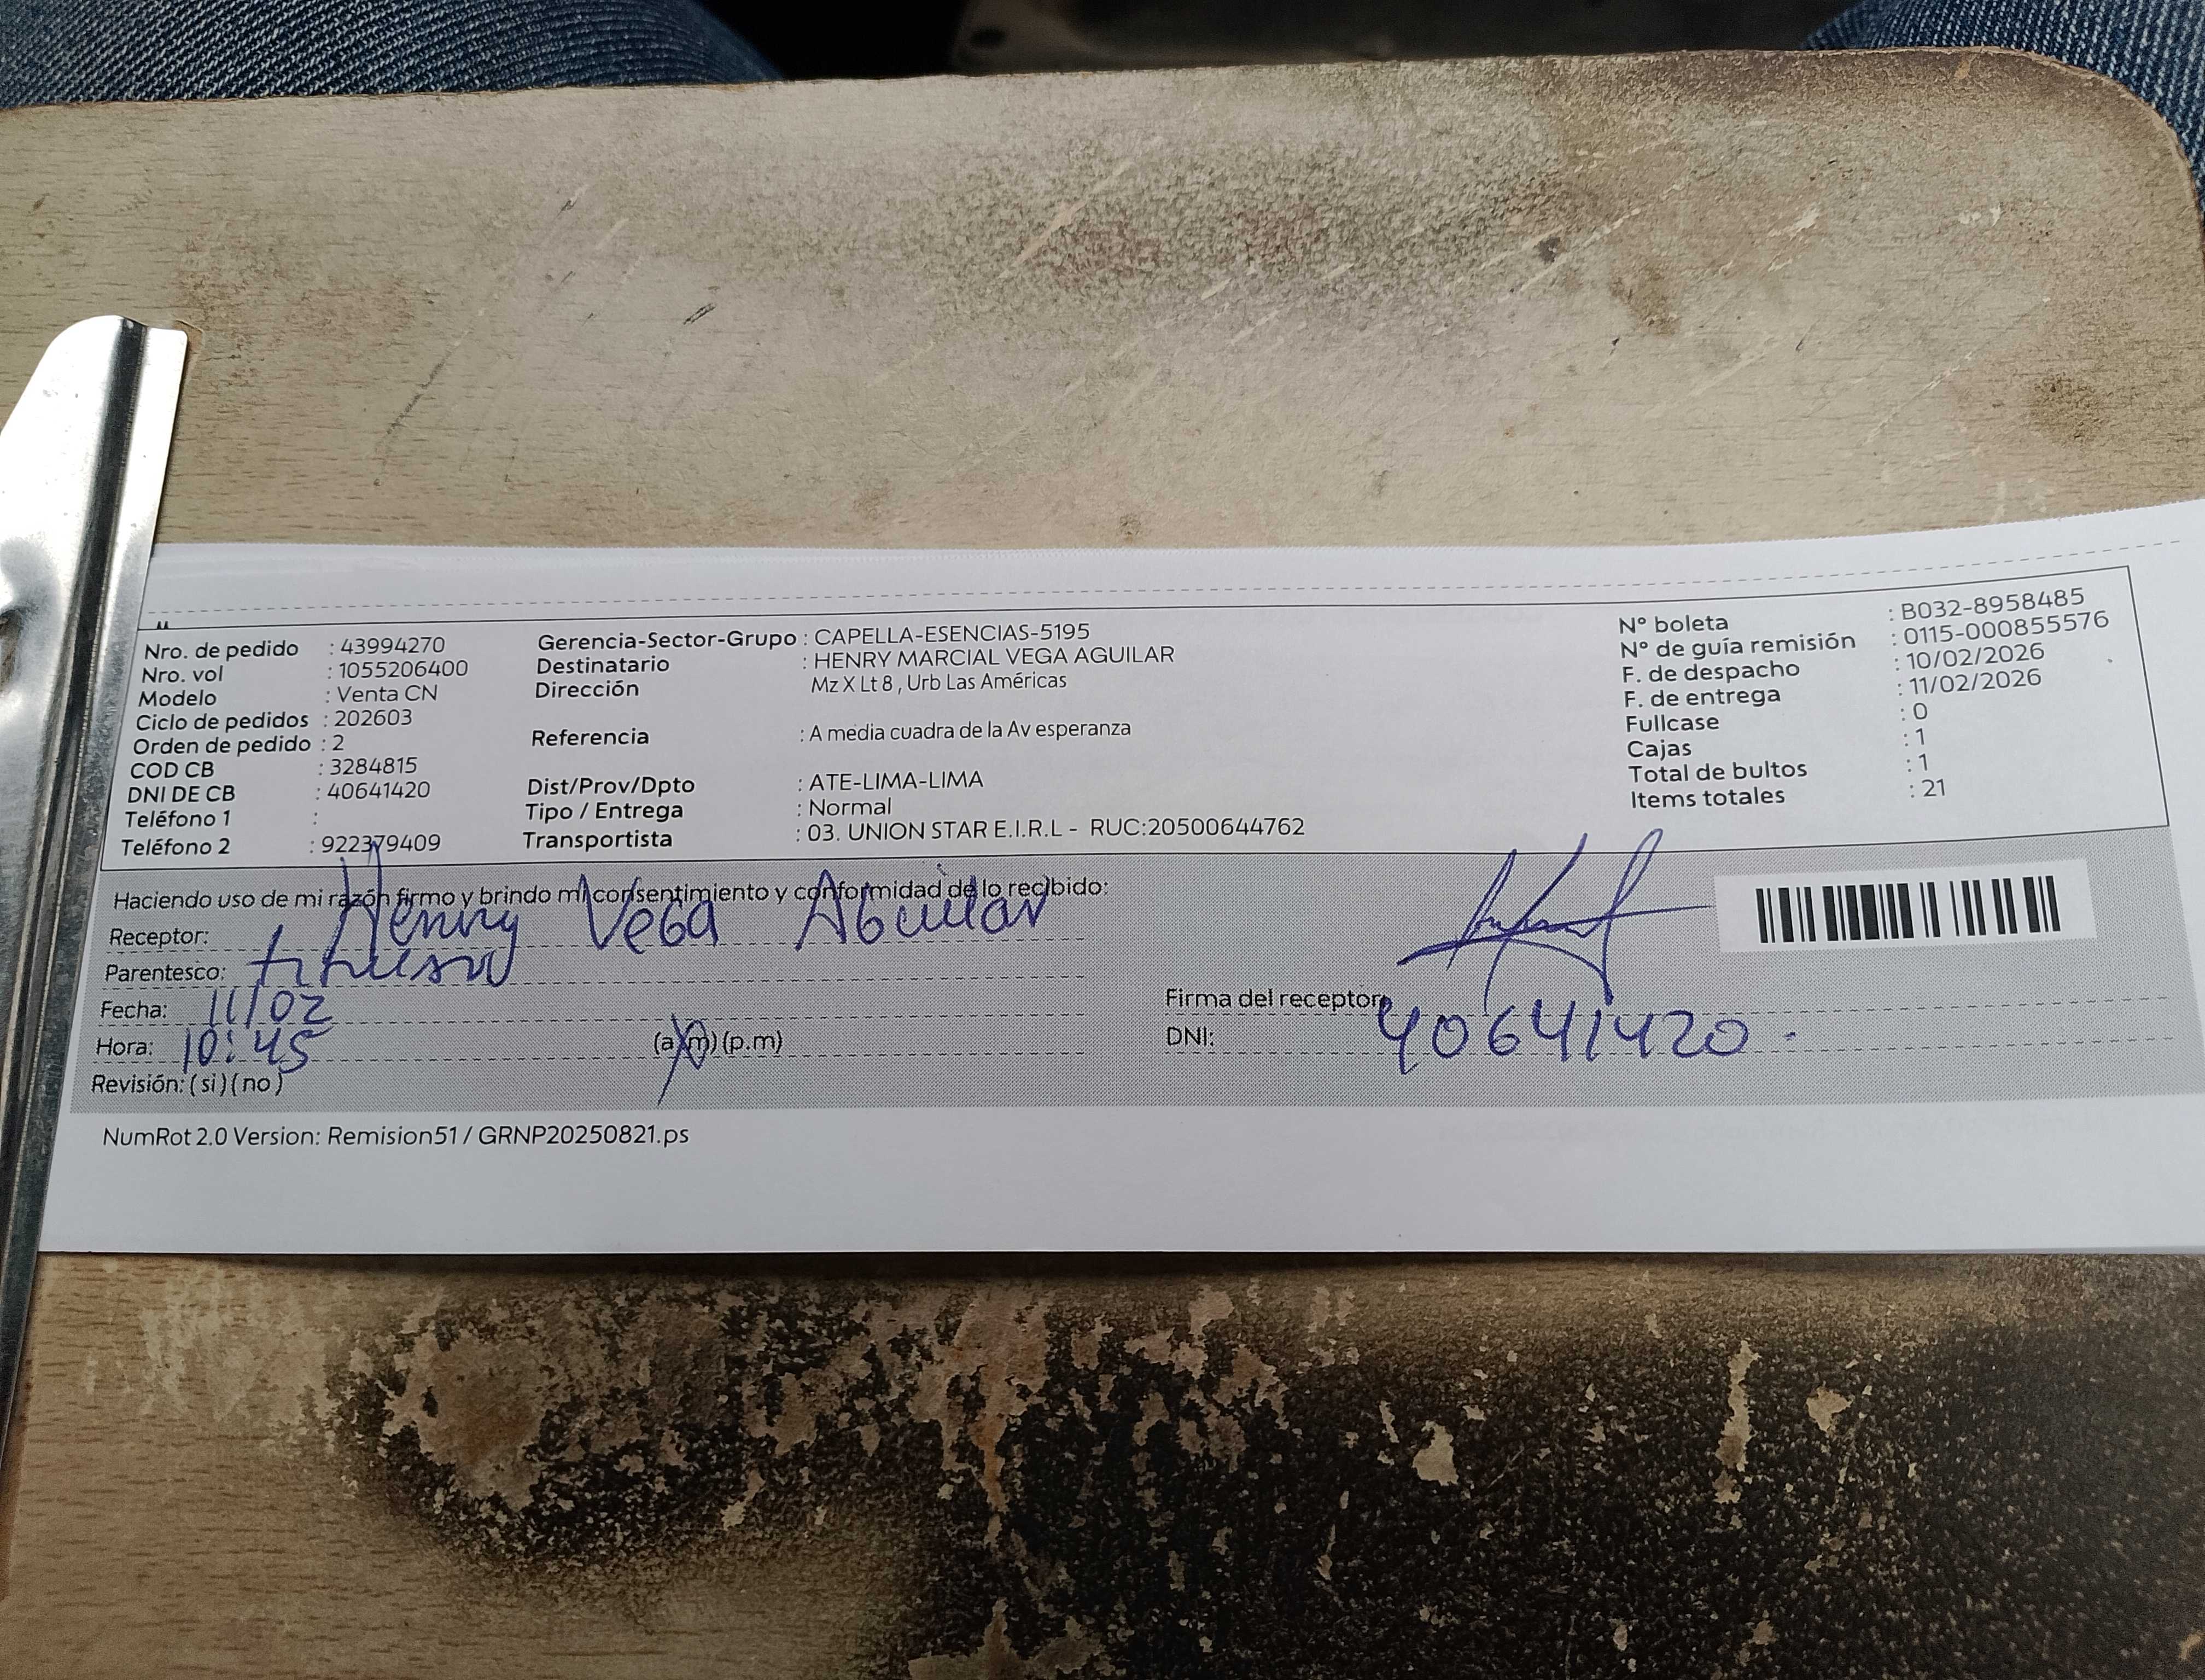 Nro. de pedido : 43994270
Nro. vol : 1055206400
Modelo : Venta CN
Ciclo de pedidos : 202603
Orden de pedido : 2
COD CB : 3284815
DNI DE CB : 40641420
Teléfono 1 :
Teléfono 2 : 922379409
Gerencia-Sector-Grupo : CAPELLA-ESENCIAS-5195
Destinatario : HENRY MARCIAL VEGA AGUILAR
Dirección Mz X Lt 8 , Urb Las Américas
Referencia : A media cuadra de la Av esperanza
Dist/Prov/Dpto : ATE-LIMA-LIMA
Tipo / Entrega : Normal
Transportista : 03. UNION STAR E.I.R.L - RUC:20500644762
N° boleta : B032-8958485
N° de guía remisión : 0115-000855576
F. de despacho : 10/02/2026
F. de entrega : 11/02/2026
Fullcase : 0
Cajas : 1
Total de bultos : 1
Items totales : 21
Haciendo uso de mi razón firmo y brindo mi consentimiento y conformidad de lo recibido:
Receptor: Henry Vega Aguilar
Parentesco:
Fecha: 11/02
Hora: 10:45 (a.m) (p.m)
Revisión: (si) (no)
Firma del receptor:
DNI: 40641420.
NumRot 2.0 Version: Remision51 / GRNP20250821.ps